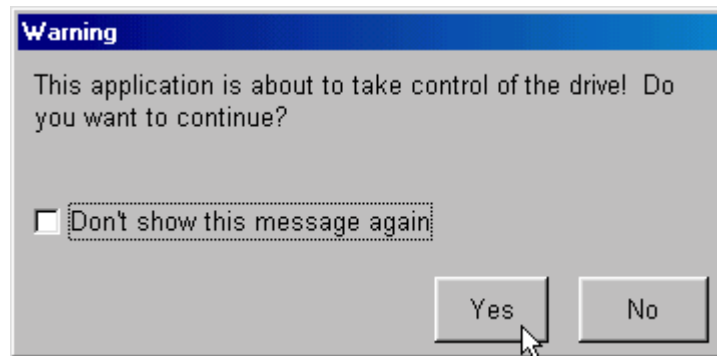 Warning
This application is about to take control of the drive!  Do
you want to continue?
Don't show this message again
Yes
No